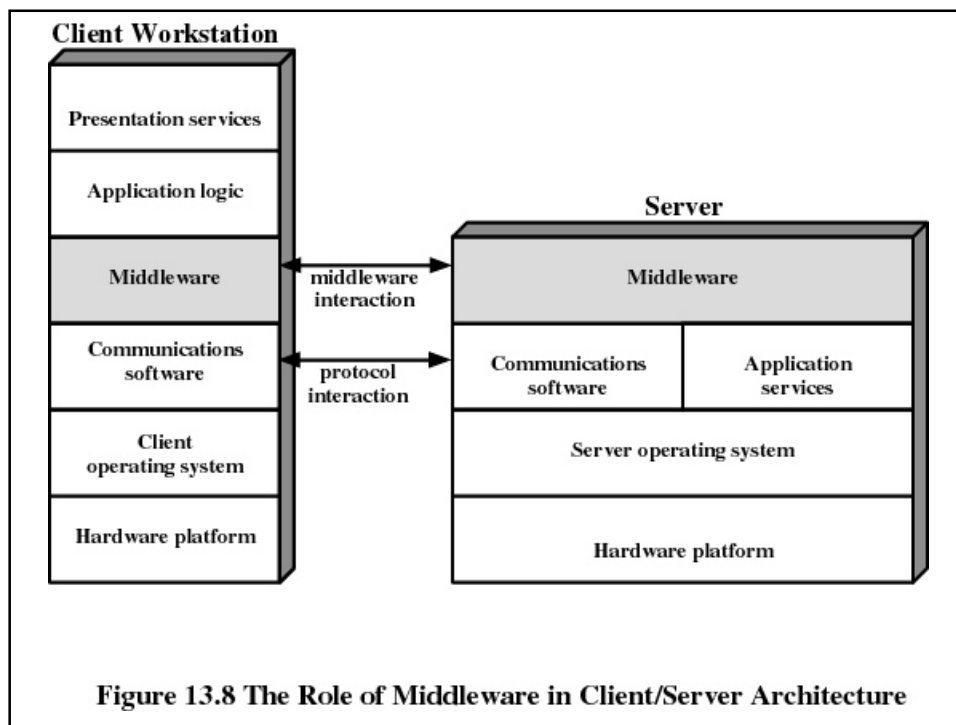 Client Workstation
Presentation services
Application logic
Middleware
Communications
software
Client
operating system
Hardware platform
middleware
interaction
protocol
interaction
Server
Middleware
Communications
software
Application
services
Server operating system
Hardware platform
Figure 13.8 The Role of Middleware in Client/Server Architecture